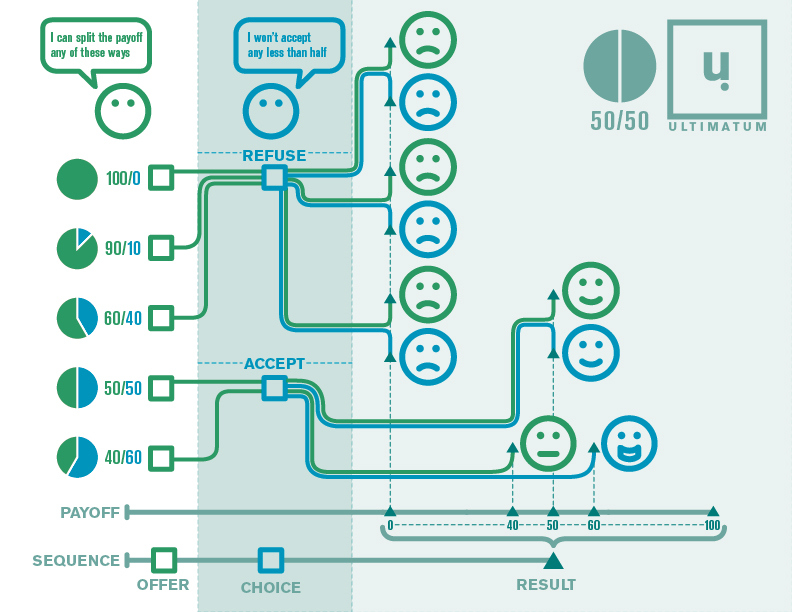 I can split the payoff
any of these ways
I won't accept
any less than half
50/50
u
ULTIMATUM
REFUSE
100/0
90/10
60/40
ACCEPT
50/50
40/60
PAYOFF
0
40
50
60
100
SEQUENCE
OFFER
CHOICE
RESULT